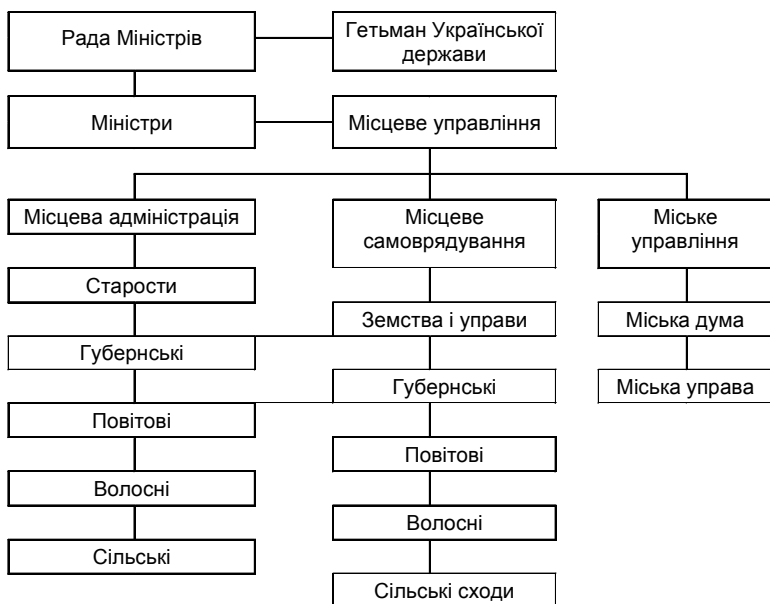 Рада Міністрів
Гетьман Української
держави
Міністри
Місцеве управління
Місцева адміністрація
Місцеве
самоврядування
Міське
управління
Старости
Земства і управи
Міська дума
Губернські
Губернські
Міська управа
Повітові
Повітові
Волосні
Волосні
Сільські
Сільські сходи